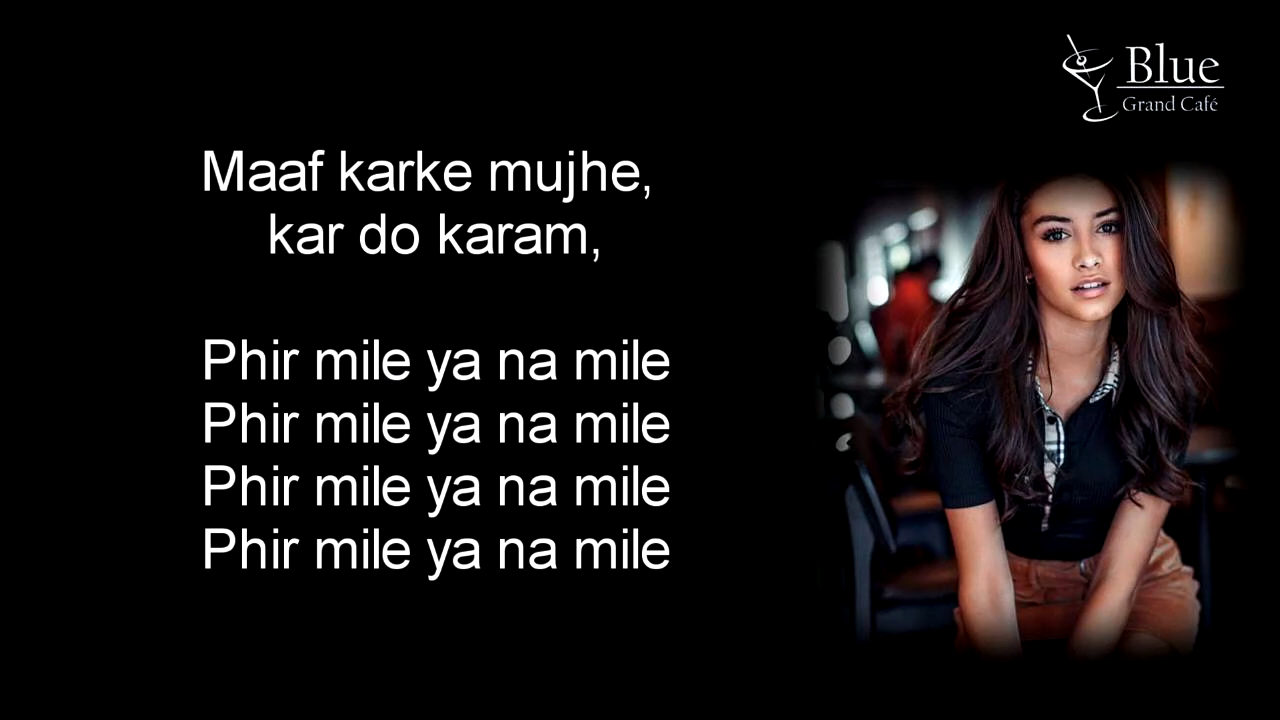 Blue
Grand Café
Maaf karke mujhe,
kar do karam,
Phir mile ya na mile
Phir mile ya na mile
Phir mile ya na mile
Phir mile ya na mile